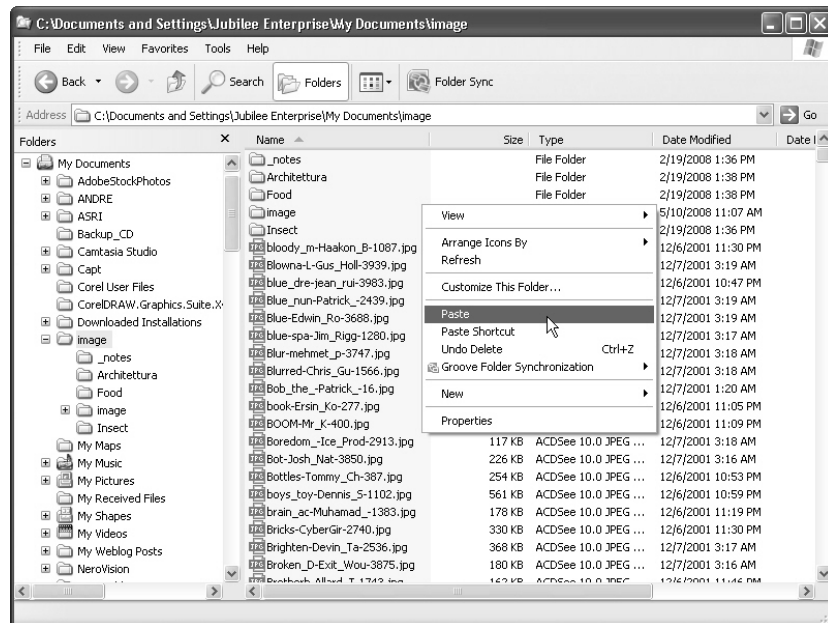 C:\Documents and Settings\Jubilee Enterprise\My Documents\image
File Edit View Favorites Tools Help
Back Search Folders Folder Sync
Address C:\Documents and Settings\Jubilee Enterprise\My Documents\image Go
Folders
My Documents
AdobeStockPhotos
ANDRE
ASRI
Backup_CD
Camtasia Studio
Capt
Corel User Files
CorelDRAW.Graphics.Suite.X
Downloaded Installations
image
_notes
Architettura
Food
image
Insect
My Maps
My Music
My Pictures
My Received Files
My Shapes
My Videos
My Weblog Posts
NeroVision
Name Size Type Date Modified Date
_notes File Folder 2/19/2008 1:36 PM
Architettura File Folder 2/19/2008 1:38 PM
Food File Folder 2/19/2008 1:38 PM
image 5/10/2008 11:07 AM
Insect 2/19/2008 1:36 PM
bloody_m-Haakon_B-1087.jpg 12/6/2001 11:30 PM
Blowna-L-Gus_Holl-3939.jpg 12/7/2001 3:19 AM
blue_dre-jean_rui-3983.jpg 12/6/2001 10:47 PM
Blue_nun-Patrick_-2439.jpg 12/7/2001 3:19 AM
Blue-Edwin_Ro-3688.jpg 12/7/2001 3:19 AM
blue-spa-Jim_Rigg-1280.jpg 12/7/2001 3:17 AM
Blur-mehmet_p-3747.jpg 12/7/2001 3:18 AM
Blurred-Chris_Gu-1566.jpg 12/7/2001 3:18 AM
Bob_the_-Patrick_-16.jpg 12/7/2001 1:20 AM
book-Ersin_Ko-277.jpg 12/6/2001 11:05 PM
BOOM-Mr_K-400.jpg 12/6/2001 11:09 PM
Boredom_-Ice_Prod-2913.jpg 117 KB ACDSee 10.0 JPEG ... 12/7/2001 3:18 AM
Bot-Josh_Nat-3850.jpg 226 KB ACDSee 10.0 JPEG ... 12/7/2001 3:16 AM
Bottles-Tommy_Ch-387.jpg 254 KB ACDSee 10.0 JPEG ... 12/6/2001 10:53 PM
boys_toy-Dennis_S-1102.jpg 561 KB ACDSee 10.0 JPEG ... 12/6/2001 10:59 PM
brain_ac-Muhamad_-1383.jpg 178 KB ACDSee 10.0 JPEG ... 12/6/2001 11:19 PM
Bricks-CyberGir-2740.jpg 330 KB ACDSee 10.0 JPEG ... 12/6/2001 11:30 PM
Brighten-Devin_Ta-2536.jpg 368 KB ACDSee 10.0 JPEG ... 12/7/2001 3:17 AM
Broken_D-Exit_Wou-3875.jpg 180 KB ACDSee 10.0 JPEG ... 12/7/2001 3:16 AM
View
Arrange Icons By
Refresh
Customize This Folder...
Paste
Paste Shortcut
Undo Delete Ctrl+Z
Groove Folder Synchronization
New
Properties